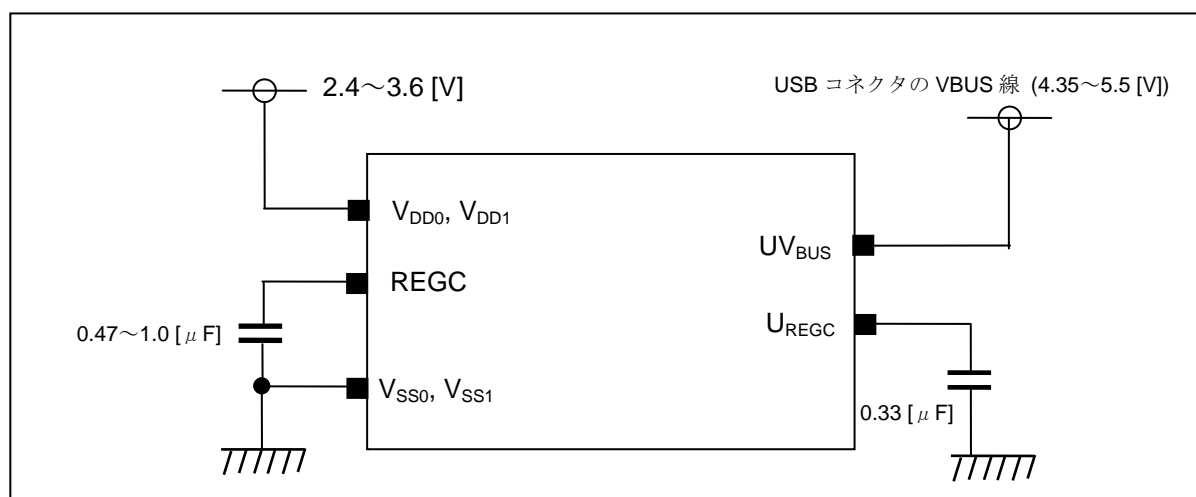 2.4～3.6 [V]
USB コネクタの VBUS 線 (4.35～5.5 [V])
VDD0, VDD1
UVBUS
REGC
0.47～1.0 [μF]
UREGC
VSS0, VSS1
0.33 [μF]